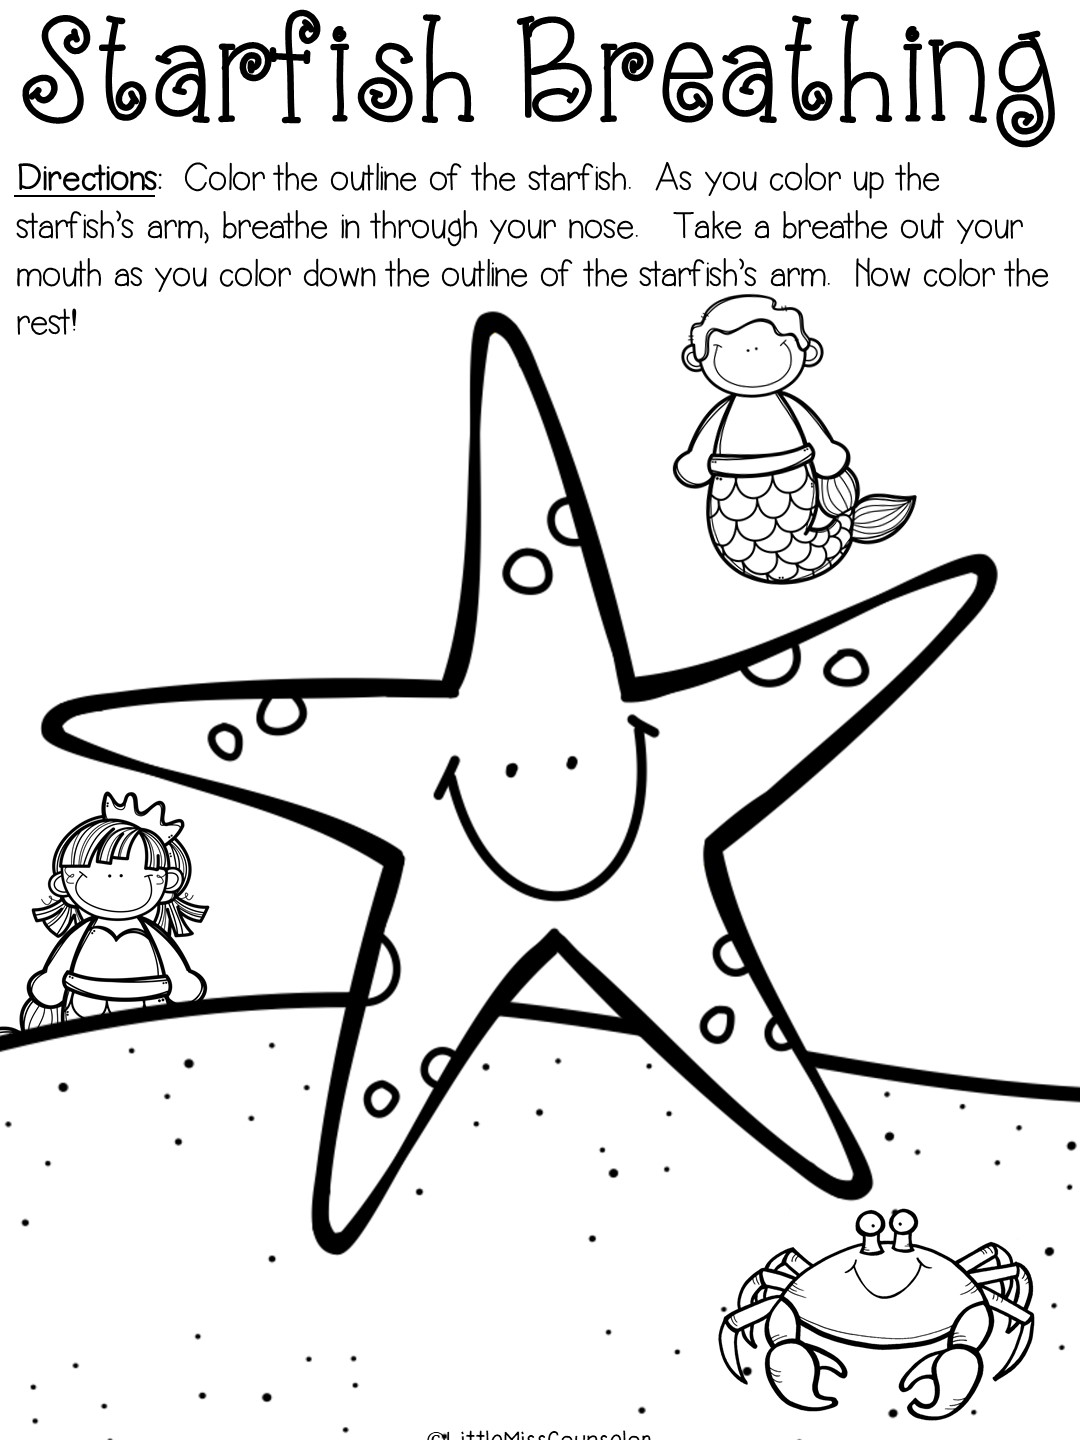 Starfish Breathing
Directions: Color the outline of the starfish. As you color up the
starfish's arm, breathe in through your nose. Take a breathe out your
mouth as you color down the outline of the starfish's arm. Now color the
rest!
©LittleMissCounselor